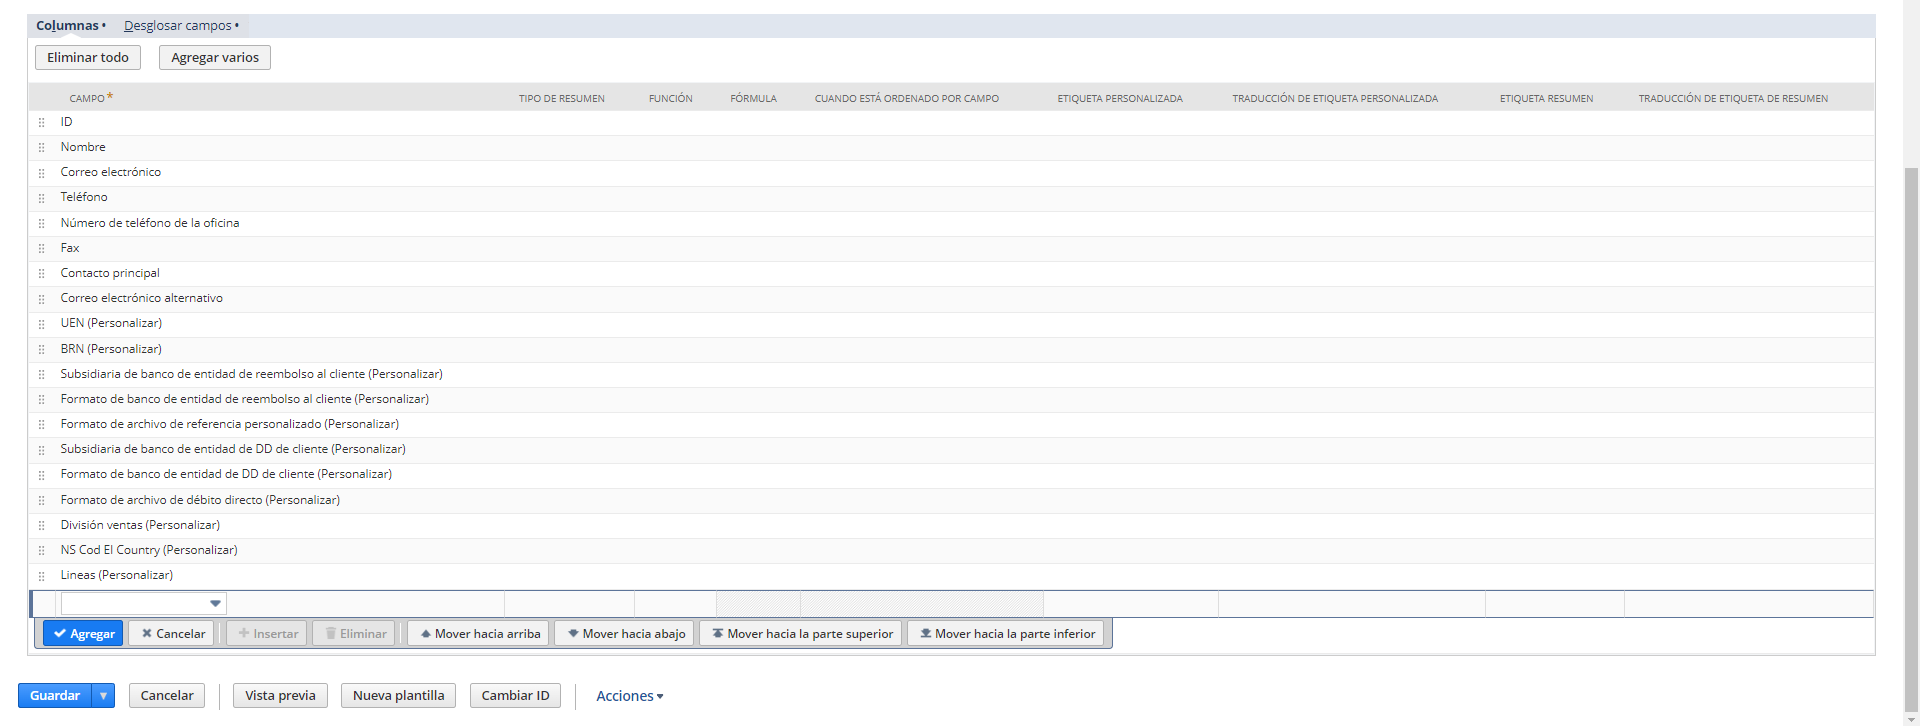 Columnas • Desglosar campos •
Eliminar todo Agregar varios
CAMPO * TIPO DE RESUMEN FUNCIÓN FÓRMULA CUANDO ESTÁ ORDENADO POR CAMPO ETIQUETA PERSONALIZADA TRADUCCIÓN DE ETIQUETA PERSONALIZADA ETIQUETA RESUMEN TRADUCCIÓN DE ETIQUETA DE RESUMEN
ID
Nombre
Correo electrónico
Teléfono
Número de teléfono de la oficina
Fax
Contacto principal
Correo electrónico alternativo
UEN (Personalizar)
BRN (Personalizar)
Subsidiaria de banco de entidad de reembolso al cliente (Personalizar)
Formato de banco de entidad de reembolso al cliente (Personalizar)
Formato de archivo de referencia personalizado (Personalizar)
Subsidiaria de banco de entidad de DD de cliente (Personalizar)
Formato de banco de entidad de DD de cliente (Personalizar)
Formato de archivo de débito directo (Personalizar)
División ventas (Personalizar)
NS Cod EI Country (Personalizar)
Lineas (Personalizar)
Agregar Cancelar Insertar Eliminar Mover hacia arriba Mover hacia abajo Mover hacia la parte superior Mover hacia la parte inferior
Guardar Cancelar Vista previa Nueva plantilla Cambiar ID Acciones